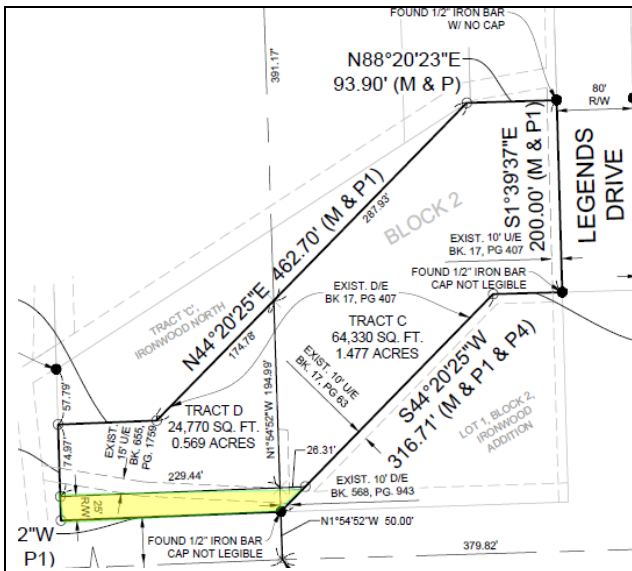 FOUND 1/2" IRON BAR
W/ NO CAP
N88°20'23"E
93.90' (M & P)
391.17'
80'
R/W
LEGENDS
DRIVE
S1°39'37"E
200.00' (M & P1)
N44°20'25"E 462.70' (M & P1)
287.93'
BLOCK 2
EXIST. 10' U/E
BK. 17, PG 407
FOUND 1/2" IRON BAR
CAP NOT LEGIBLE
EXIST. D/E
BK 17, PG 407
TRACT 'C',
IRONWOOD NORTH
174.78'
TRACT C
64,330 SQ. FT.
1.477 ACRES
EXIST. 10' U/E
BK. 17, PG 63
S44°20'25"W
316.71' (M & P1 & P4)
LOT 1, BLOCK 2,
IRONWOOD
ADDITION
57.79'
74.97'
EXIST.
15' U/E
BK. 655,
PG. 1759
TRACT D
24,770 SQ. FT.
0.569 ACRES
N1°54'52"W 194.99'
229.44'
26.31'
EXIST. 10' D/E
BK. 568, PG. 943
25'
R/W
N1°54'52"W 50.00'
2"W
P1)
FOUND 1/2" IRON BAR
CAP NOT LEGIBLE
379.82'